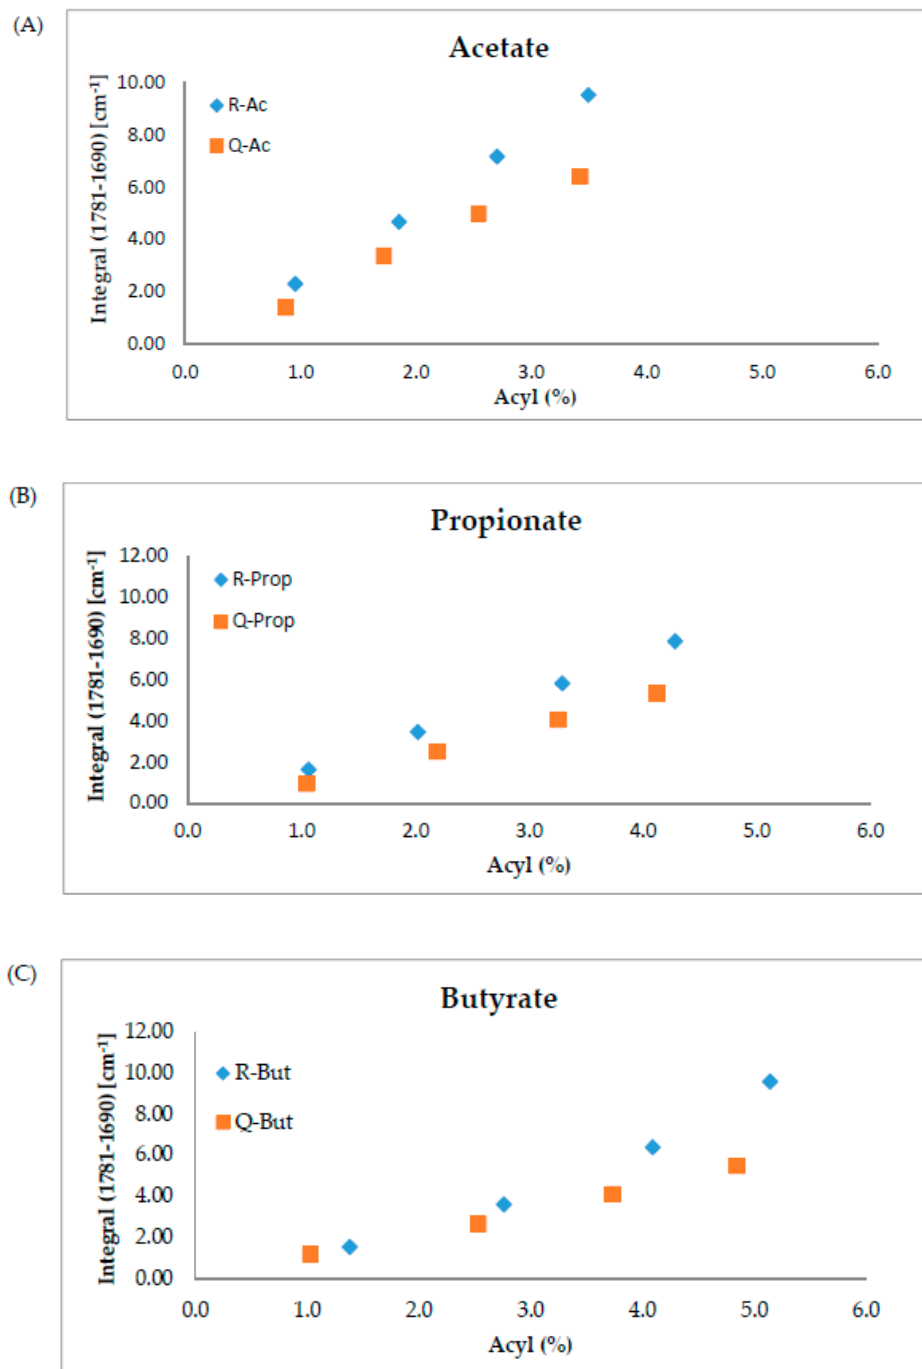 (A)
Acetate
Integral (1781-1690) [cm⁻¹]
10.00
8.00
6.00
4.00
2.00
0.00
R-Ac
Q-Ac
0.0 1.0 2.0 3.0 4.0 5.0 6.0
Acyl (%)
(B)
Propionate
Integral (1781-1690) [cm⁻¹]
12.00
10.00
8.00
6.00
4.00
2.00
0.00
R-Prop
Q-Prop
0.0 1.0 2.0 3.0 4.0 5.0 6.0
Acyl (%)
(C)
Butyrate
Integral (1781-1690) [cm⁻¹]
12.00
10.00
8.00
6.00
4.00
2.00
0.00
R-But
Q-But
0.0 1.0 2.0 3.0 4.0 5.0 6.0
Acyl (%)